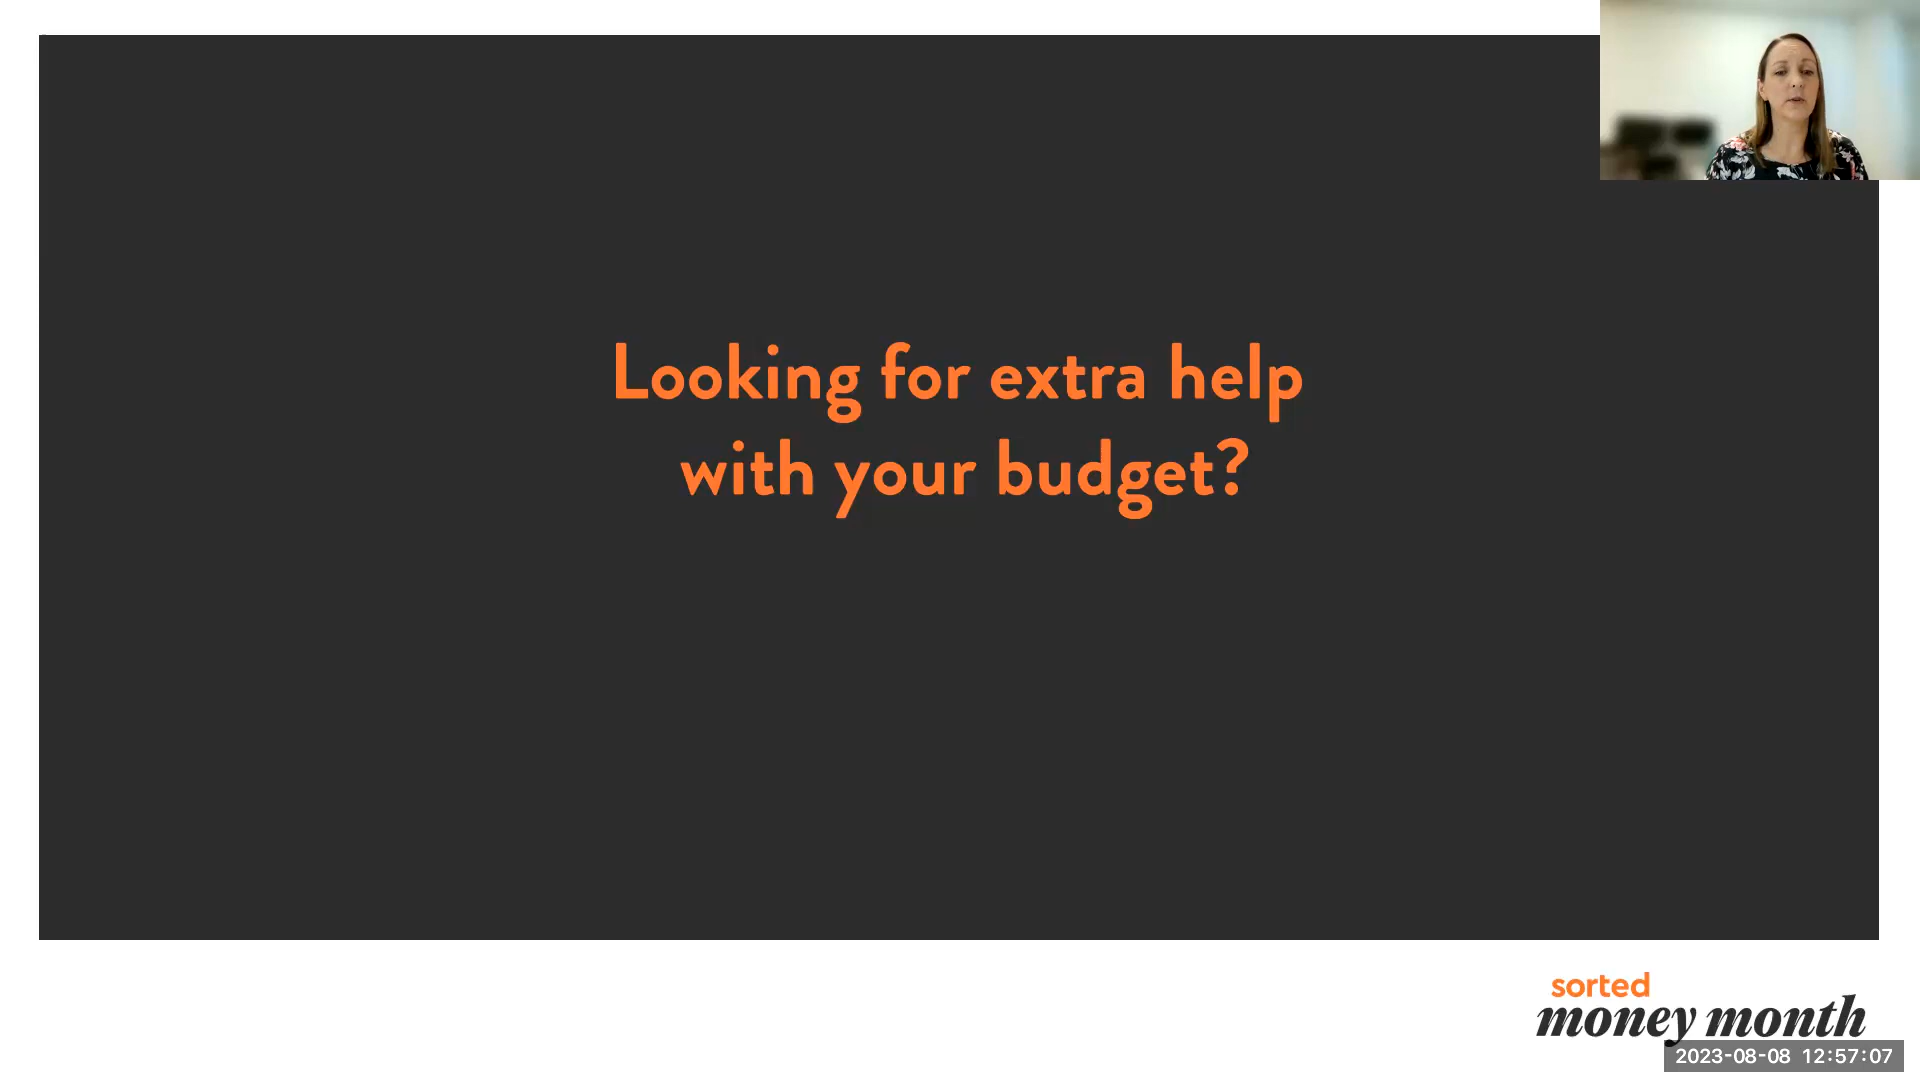 Looking for extra help
with your budget?
sorted
money month
2023-08-08 12:57:07